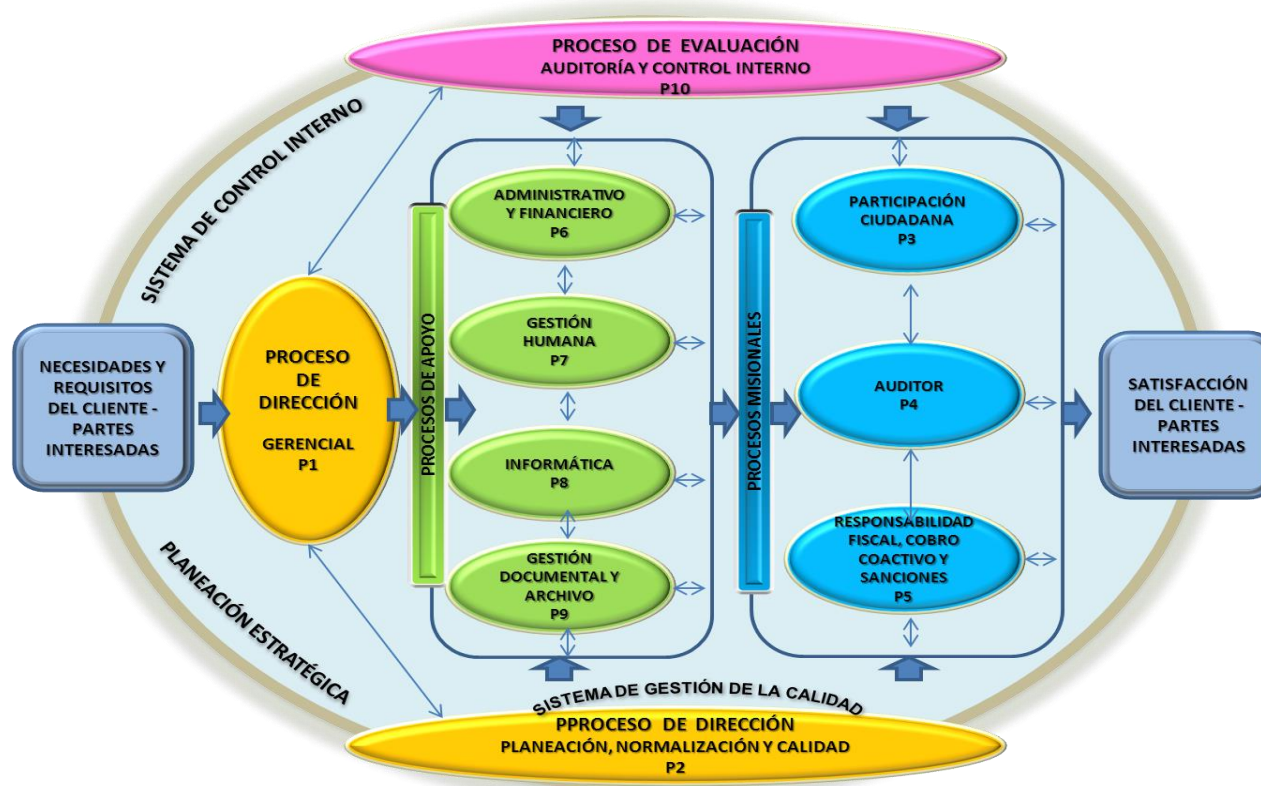 PROCESO DE EVALUACIÓN
AUDITORÍA Y CONTROL INTERNO
P10
SISTEMA DE CONTROL INTERNO
NECESIDADES Y
REQUISITOS
DEL CLIENTE -
PARTES
INTERESADAS
PROCESO
DE
DIRECCIÓN
GERENCIAL
P1
PROCESOS DE APOYO
ADMINISTRATIVO
Y FINANCIERO
P6
GESTIÓN
HUMANA
P7
INFORMÁTICA
P8
GESTIÓN
DOCUMENTAL Y
ARCHIVO
P9
PROCESOS MISIONALES
PARTICIPACIÓN
CIUDADANA
P3
AUDITOR
P4
RESPONSABILIDAD
FISCAL, COBRO
COACTIVO Y
SANCIONES
P5
SATISFACCIÓN
DEL CLIENTE -
PARTES
INTERESADAS
PLANEACIÓN ESTRATÉGICA
SISTEMA DE GESTIÓN DE LA CALIDAD
PPROCESO DE DIRECCIÓN
PLANEACIÓN, NORMALIZACIÓN Y CALIDAD
P2